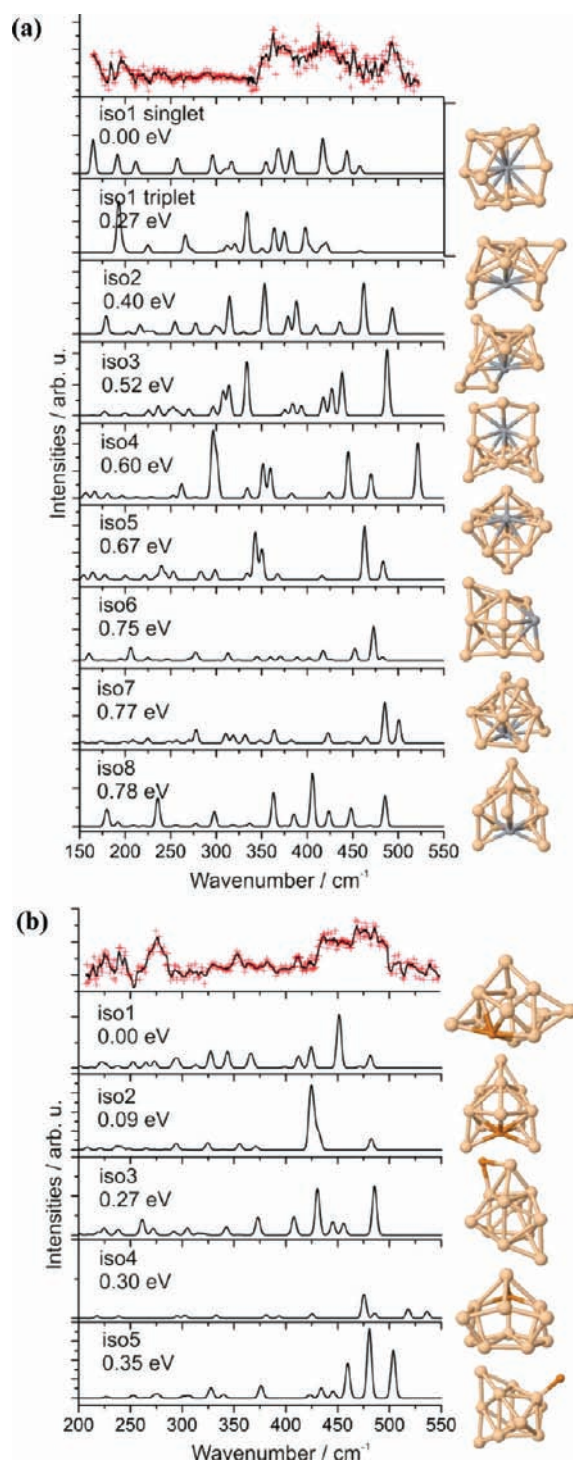 (a)
iso1 singlet
0.00 eV
iso1 triplet
0.27 eV
iso2
0.40 eV
iso3
0.52 eV
iso4
0.60 eV
iso5
0.67 eV
iso6
0.75 eV
iso7
0.77 eV
iso8
0.78 eV
Intensities / arb. u.
150 200 250 300 350 400 450 500 550
Wavenumber / cm⁻¹
(b)
iso1
0.00 eV
iso2
0.09 eV
iso3
0.27 eV
iso4
0.30 eV
iso5
0.35 eV
Intensities / arb. u.
200 250 300 350 400 450 500 550
Wavenumber / cm⁻¹